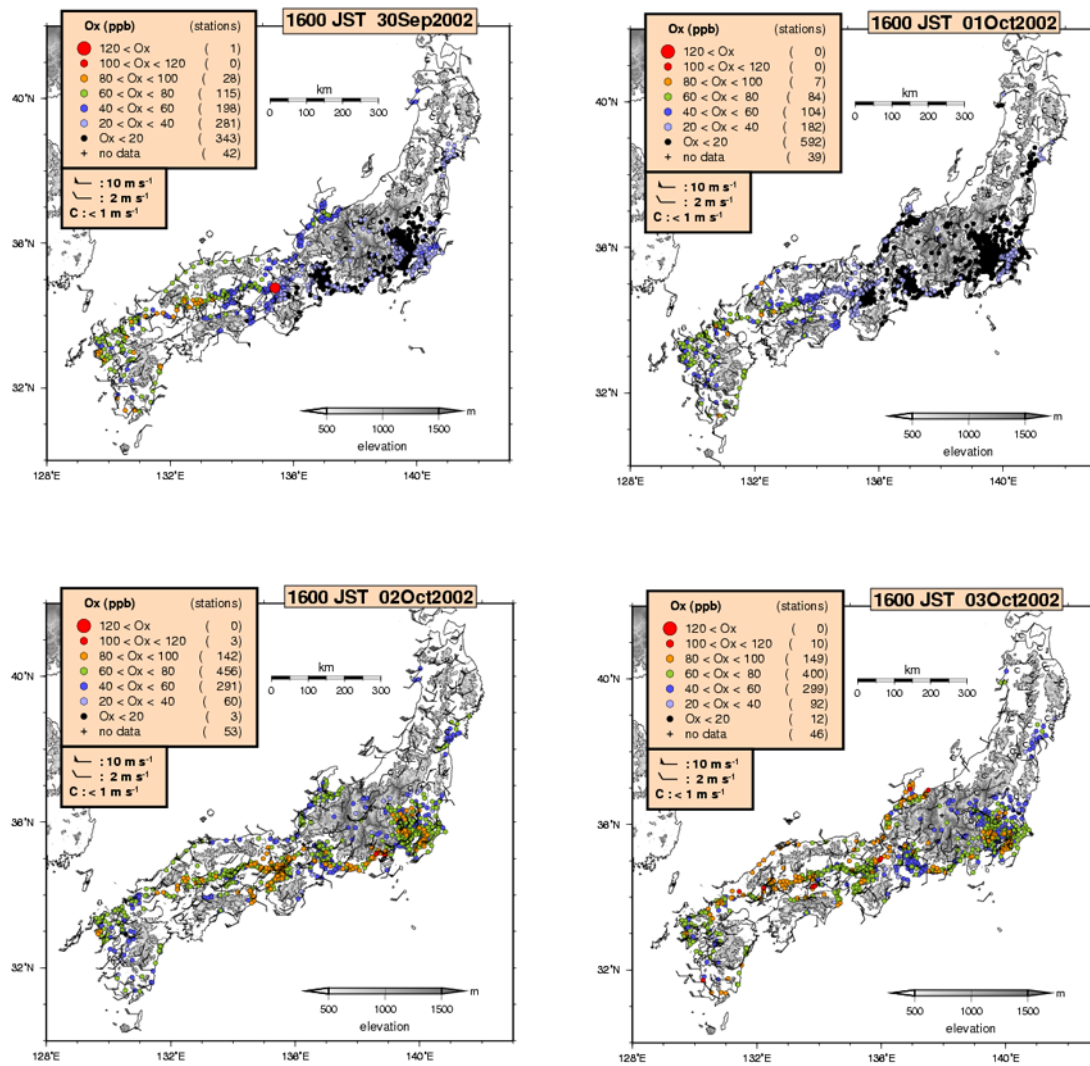 1600 JST 30Sep2002
Ox (ppb) (stations)
120 < Ox ( 1)
100 < Ox < 120 ( 0)
80 < Ox < 100 ( 28)
60 < Ox < 80 ( 115)
40 < Ox < 60 ( 198)
20 < Ox < 40 ( 281)
Ox < 20 ( 343)
+ no data ( 42)
: 10 m s⁻¹
: 2 m s⁻¹
C : < 1 m s⁻¹
km
0 100 200 300
40°N
36°N
32°N
m
500 1000 1500
elevation
128°E 132°E 136°E 140°E
1600 JST 01Oct2002
Ox (ppb) (stations)
120 < Ox ( 0)
100 < Ox < 120 ( 0)
80 < Ox < 100 ( 7)
60 < Ox < 80 ( 84)
40 < Ox < 60 ( 104)
20 < Ox < 40 ( 182)
Ox < 20 ( 592)
+ no data ( 39)
: 10 m s⁻¹
: 2 m s⁻¹
C : < 1 m s⁻¹
km
0 100 200 300
40°N
36°N
32°N
m
500 1000 1500
elevation
128°E 132°E 136°E 140°E
1600 JST 02Oct2002
Ox (ppb) (stations)
120 < Ox ( 0)
100 < Ox < 120 ( 3)
80 < Ox < 100 ( 142)
60 < Ox < 80 ( 456)
40 < Ox < 60 ( 291)
20 < Ox < 40 ( 60)
Ox < 20 ( 3)
+ no data ( 53)
: 10 m s⁻¹
: 2 m s⁻¹
C : < 1 m s⁻¹
km
0 100 200 300
40°N
36°N
32°N
m
500 1000 1500
elevation
128°E 132°E 136°E 140°E
1600 JST 03Oct2002
Ox (ppb) (stations)
120 < Ox ( 0)
100 < Ox < 120 ( 10)
80 < Ox < 100 ( 149)
60 < Ox < 80 ( 400)
40 < Ox < 60 ( 299)
20 < Ox < 40 ( 92)
Ox < 20 ( 12)
+ no data ( 46)
: 10 m s⁻¹
: 2 m s⁻¹
C : < 1 m s⁻¹
km
0 100 200 300
40°N
36°N
32°N
m
500 1000 1500
elevation
128°E 132°E 136°E 140°E